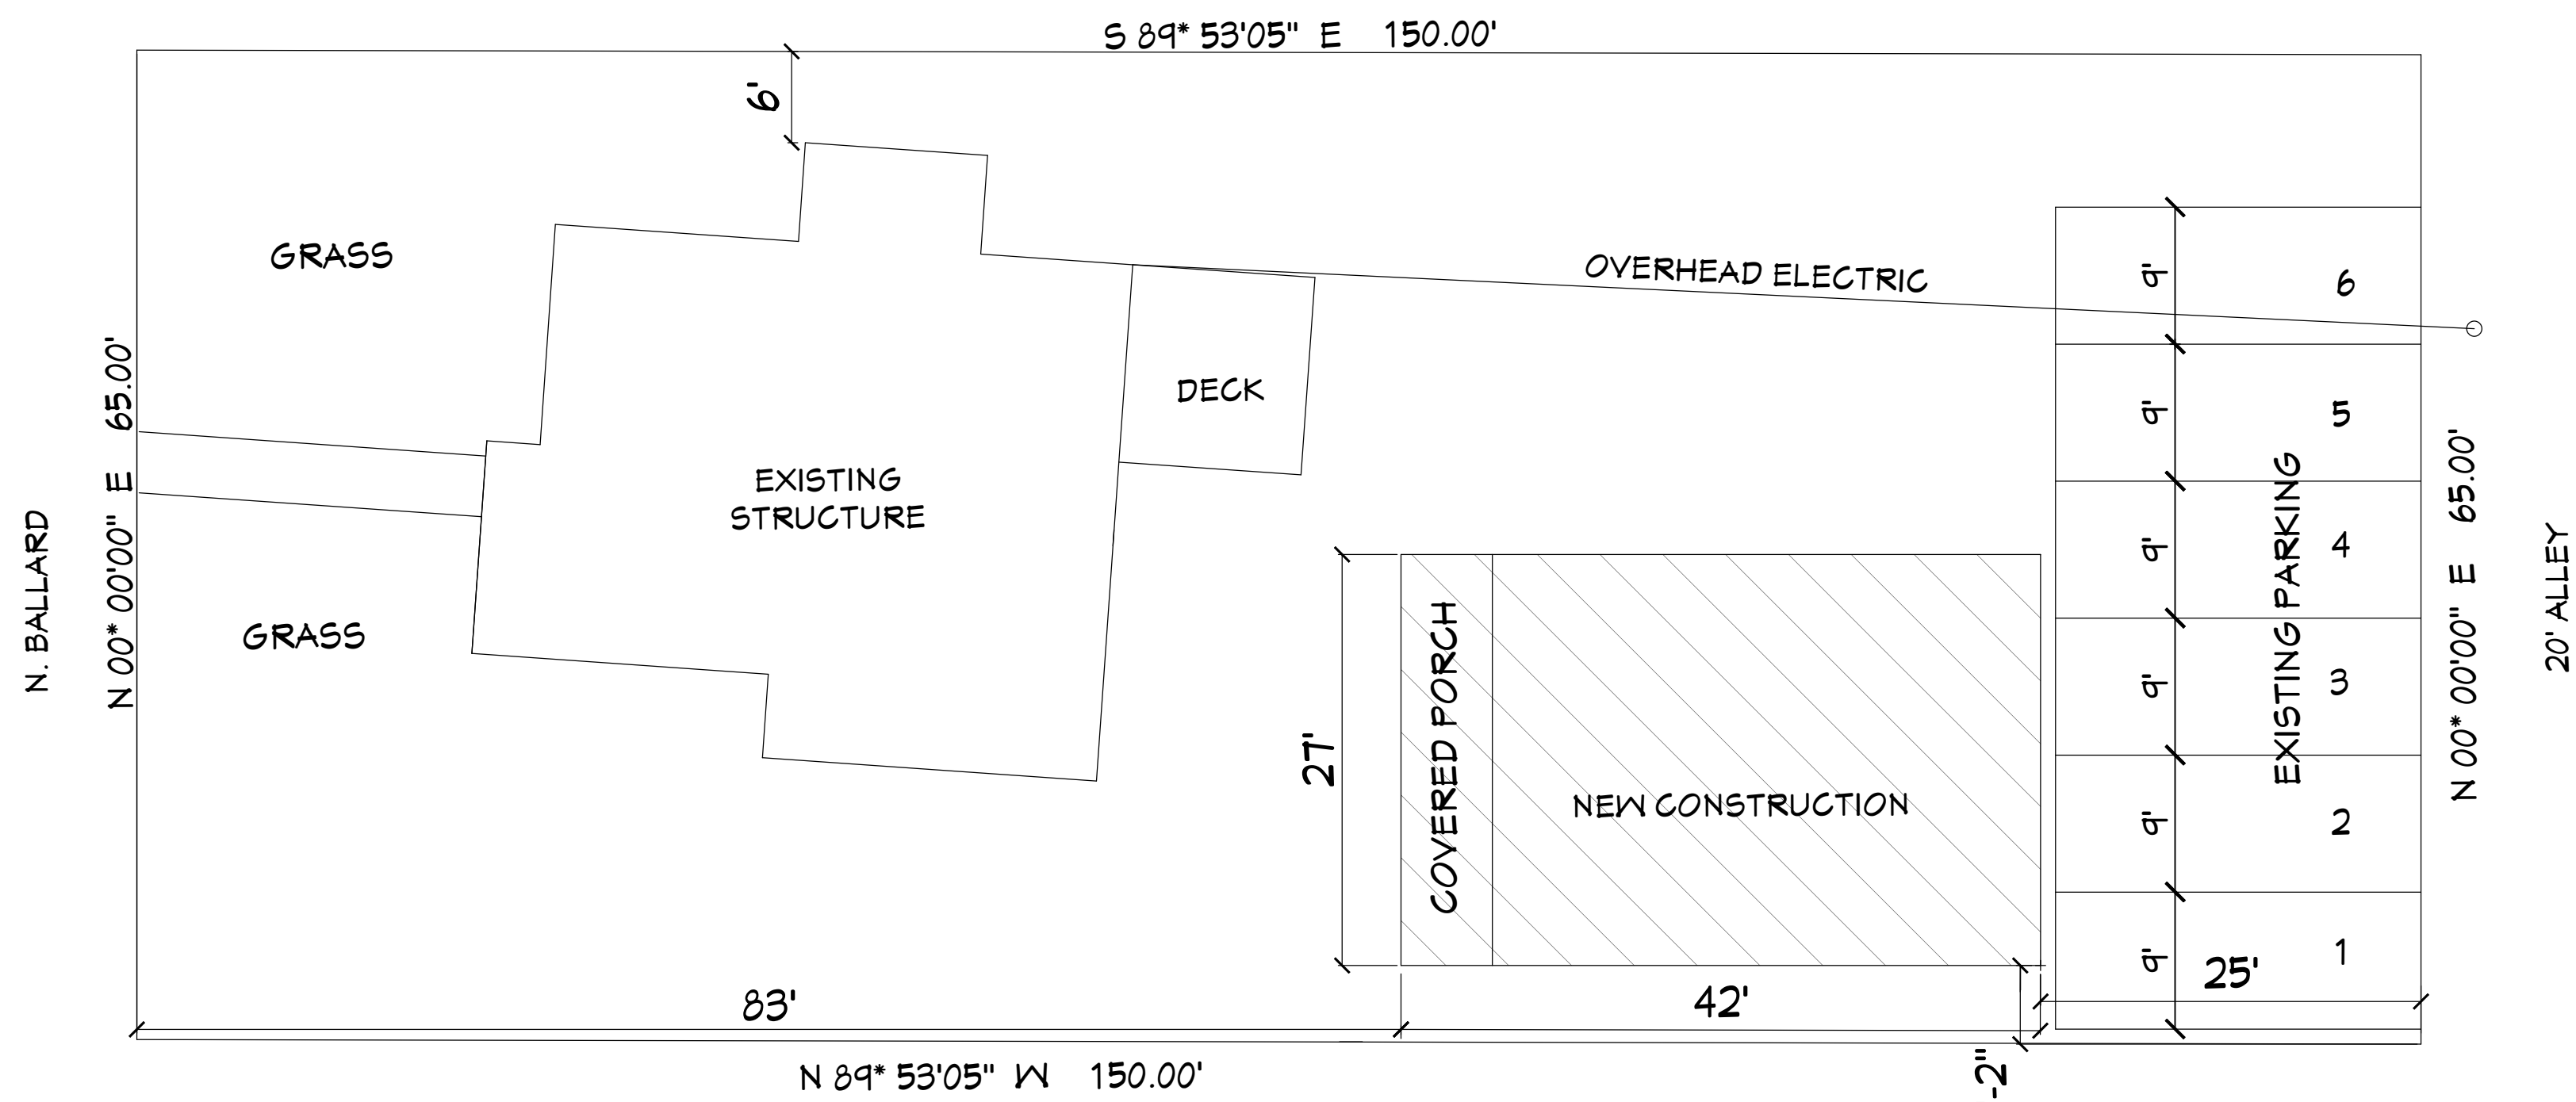 S 89* 53'05" E 150.00'
6'
GRASS
OVERHEAD ELECTRIC
9'
6
DECK
9'
5
N 00* 00'00" E 65.00'
EXISTING
STRUCTURE
9'
4
EXISTING PARKING
N 00* 00'00" E 65.00'
N. BALLARD
20' ALLEY
GRASS
COVERED PORCH
9'
3
27'
NEW CONSTRUCTION
9'
2
9'
1
25'
83'
42'
-2"
N 89* 53'05" W 150.00'